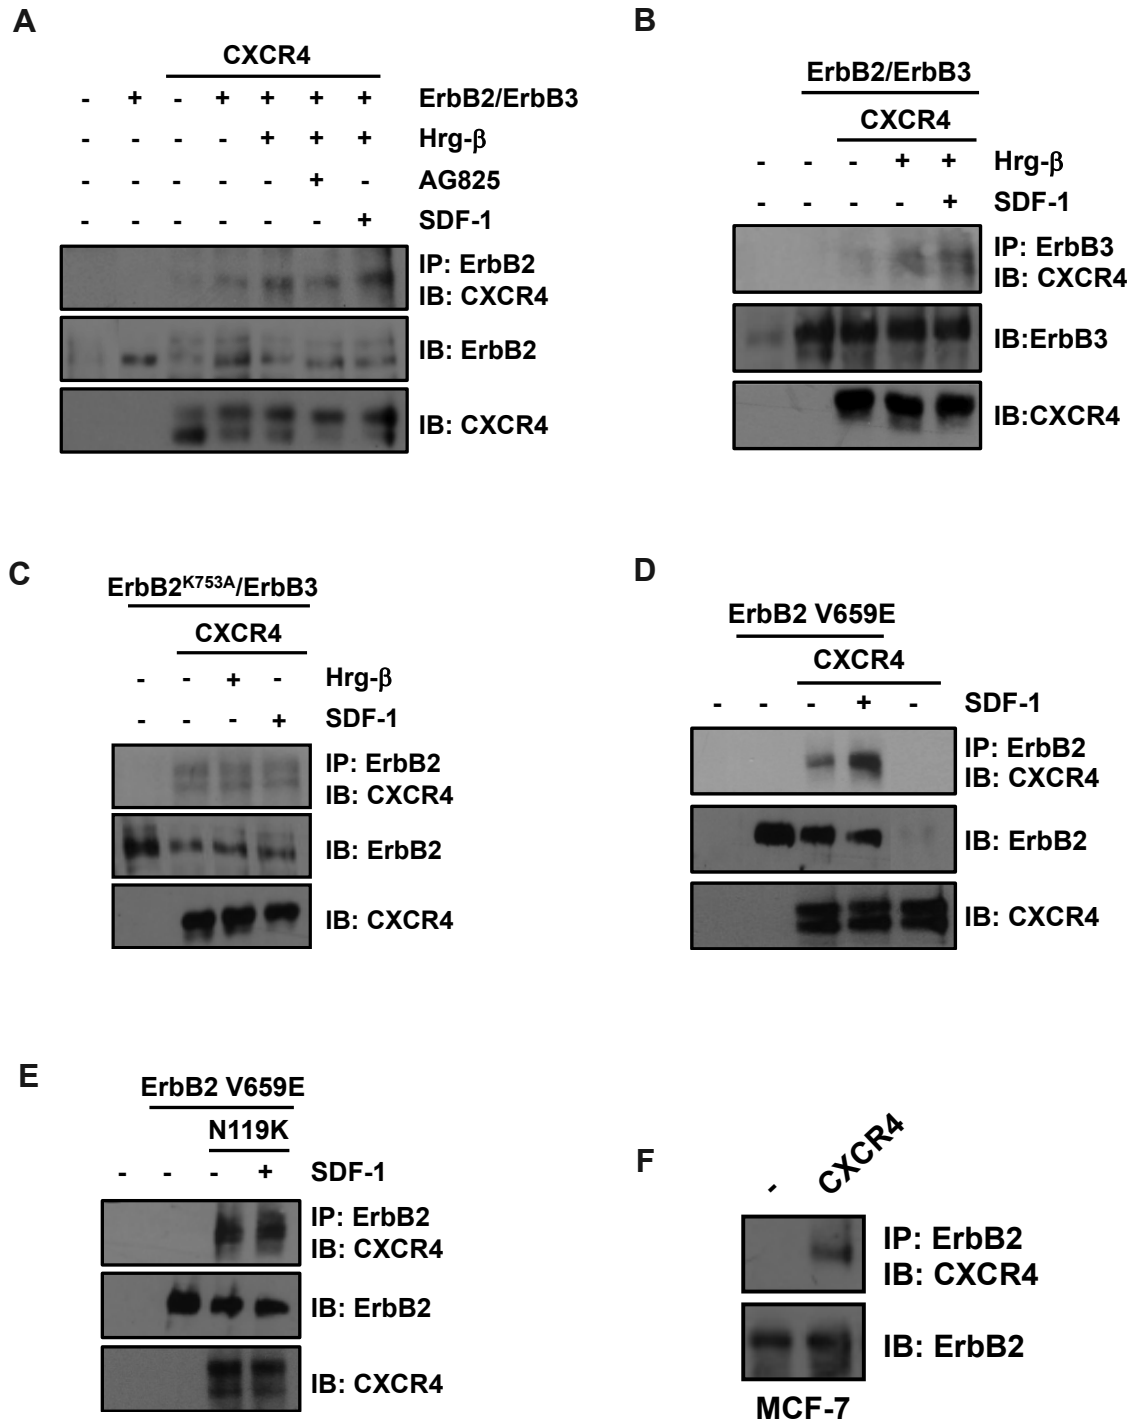 A
CXCR4
- + - + + + + ErbB2/ErbB3
- - - - + + + Hrg-β
- - - - - + - AG825
- - - - - - + SDF-1
IP: ErbB2
IB: CXCR4
IB: ErbB2
IB: CXCR4
B
ErbB2/ErbB3
CXCR4
- - - + + Hrg-β
- - - - + SDF-1
IP: ErbB3
IB: CXCR4
IB:ErbB3
IB:CXCR4
C
ErbB2K753A/ErbB3
CXCR4
- - + - Hrg-β
- - - + SDF-1
IP: ErbB2
IB: CXCR4
IB: ErbB2
IB: CXCR4
D
ErbB2 V659E
CXCR4
- - - + - SDF-1
IP: ErbB2
IB: CXCR4
IB: ErbB2
IB: CXCR4
E
ErbB2 V659E
N119K
- - - + SDF-1
IP: ErbB2
IB: CXCR4
IB: ErbB2
IB: CXCR4
F
- CXCR4
IP: ErbB2
IB: CXCR4
IB: ErbB2
MCF-7